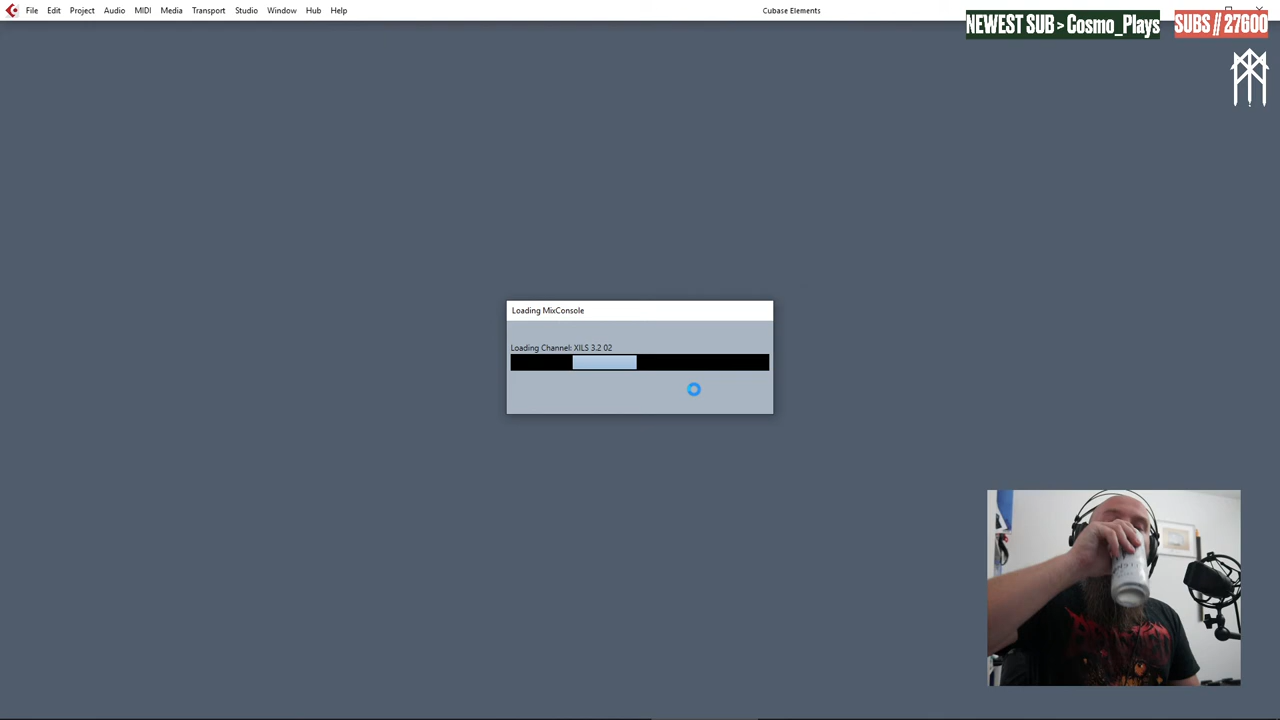 File Edit Project Audio MIDI Media Transport Studio Window Hub Help
Cubase Elements
NEWEST SUB > Cosmo_Plays SUBS // 27600
Loading MixConsole
Loading Channel: XILS 3.2 02